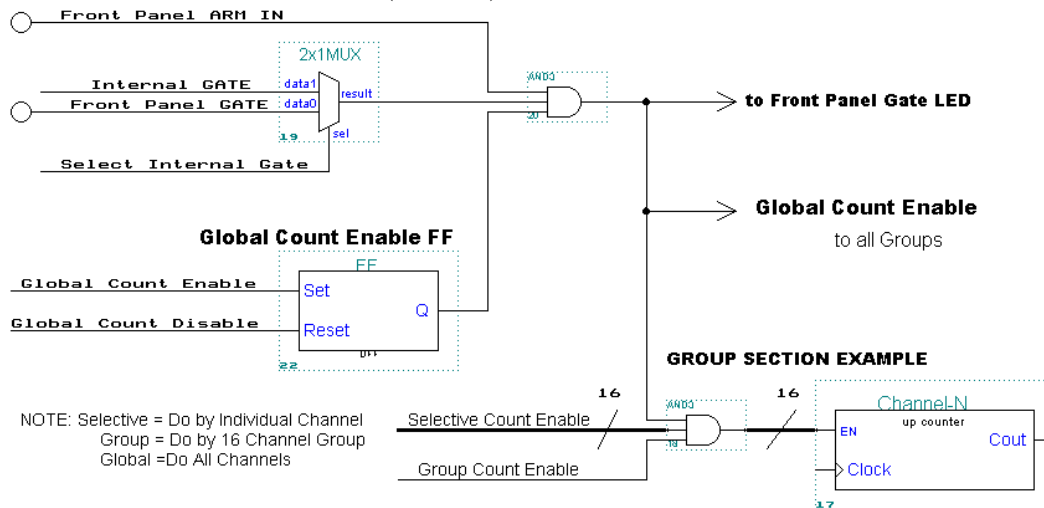 Front Panel ARM IN
2x1MUX
Internal GATE
data1
result
Front Panel GATE
data0
sel
19
Select Internal Gate
AND3
20
to Front Panel Gate LED
Global Count Enable
to all Groups
Global Count Enable FF
FF
Global Count Enable
Set
Q
Global Count Disable
Reset
22
GROUP SECTION EXAMPLE
NOTE: Selective = Do by Individual Channel
Group = Do by 16 Channel Group
Global =Do All Channels
Selective Count Enable
16
AND3
18
16
Group Count Enable
Channel-N
up counter
EN
Cout
Clock
17